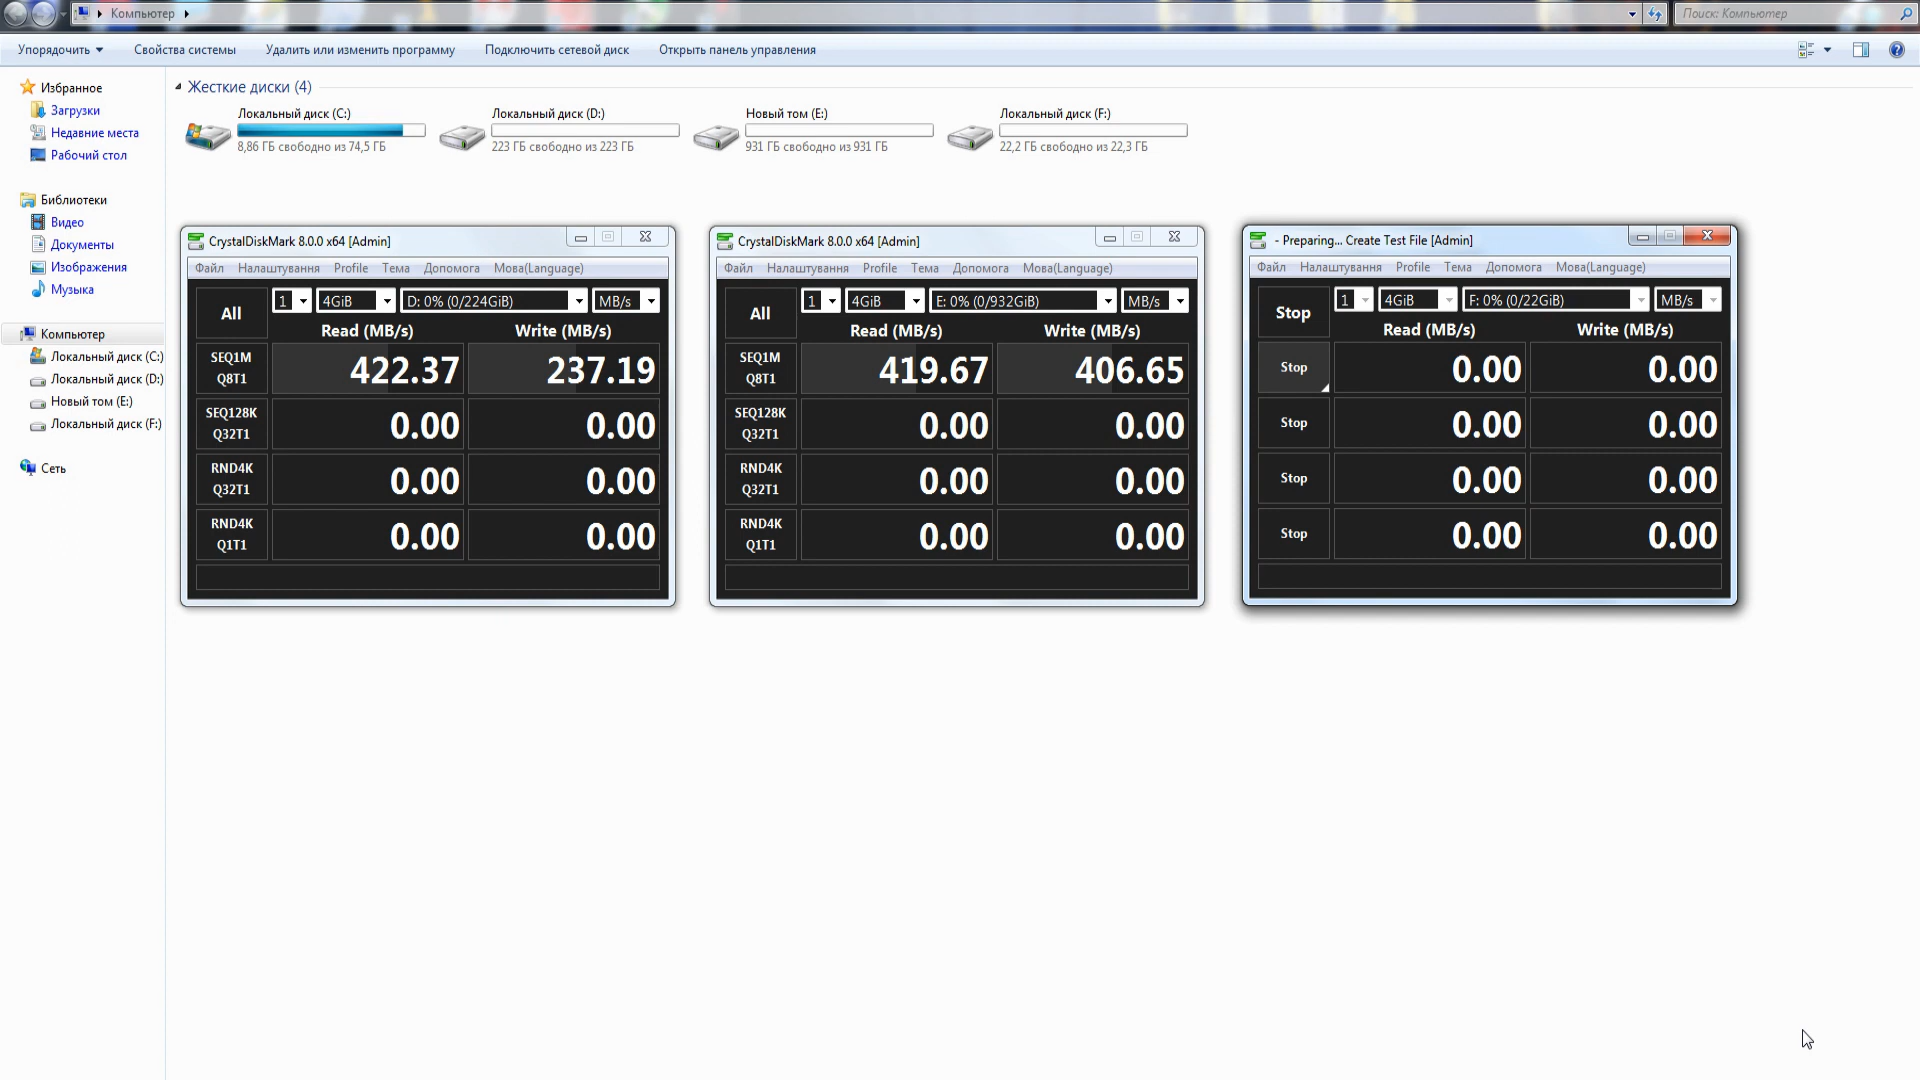 Компьютер
Поиск: Компьютер
Упорядочить
Свойства системы
Удалить или изменить программу
Подключить сетевой диск
Открыть панель управления
Избранное
Загрузки
Недавние места
Рабочий стол
Библиотеки
Видео
Документы
Изображения
Музыка
Компьютер
Локальный диск (C:)
Локальный диск (D:)
Новый том (E:)
Локальный диск (F:)
Сеть
Жесткие диски (4)
Локальный диск (C:)
8,86 ГБ свободно из 74,5 ГБ
Локальный диск (D:)
223 ГБ свободно из 223 ГБ
Новый том (E:)
931 ГБ свободно из 931 ГБ
Локальный диск (F:)
22,2 ГБ свободно из 22,3 ГБ
CrystalDiskMark 8.0.0 x64 [Admin]
Файл Налаштування Profile Тема Допомога Мова(Language)
All 1 4GiB D: 0% (0/224GiB) MB/s
Read (MB/s) Write (MB/s)
SEQ1M
Q8T1
422.37 237.19
SEQ128K
Q32T1
0.00 0.00
RND4K
Q32T1
0.00 0.00
RND4K
Q1T1
0.00 0.00
CrystalDiskMark 8.0.0 x64 [Admin]
Файл Налаштування Profile Тема Допомога Мова(Language)
All 1 4GiB E: 0% (0/932GiB) MB/s
Read (MB/s) Write (MB/s)
SEQ1M
Q8T1
419.67 406.65
SEQ128K
Q32T1
0.00 0.00
RND4K
Q32T1
0.00 0.00
RND4K
Q1T1
0.00 0.00
- Preparing... Create Test File [Admin]
Файл Налаштування Profile Тема Допомога Мова(Language)
Stop 1 4GiB F: 0% (0/22GiB) MB/s
Read (MB/s) Write (MB/s)
Stop 0.00 0.00
Stop 0.00 0.00
Stop 0.00 0.00
Stop 0.00 0.00